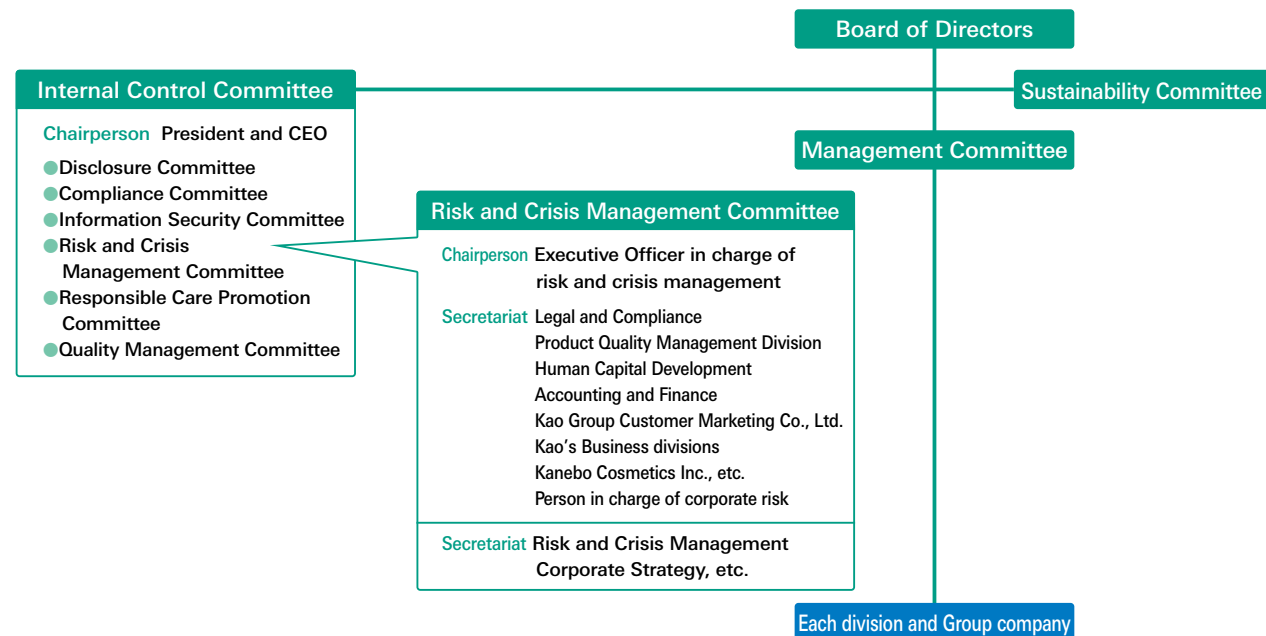 Board of Directors
Internal Control Committee
Sustainability Committee
Chairperson President and CEO
●Disclosure Committee
●Compliance Committee
●Information Security Committee
●Risk and Crisis
Management Committee
●Responsible Care Promotion
Committee
●Quality Management Committee
Management Committee
Risk and Crisis Management Committee
Chairperson Executive Officer in charge of
risk and crisis management
Secretariat Legal and Compliance
Product Quality Management Division
Human Capital Development
Accounting and Finance
Kao Group Customer Marketing Co., Ltd.
Kao’s Business divisions
Kanebo Cosmetics Inc., etc.
Person in charge of corporate risk
Secretariat Risk and Crisis Management
Corporate Strategy, etc.
Each division and Group company